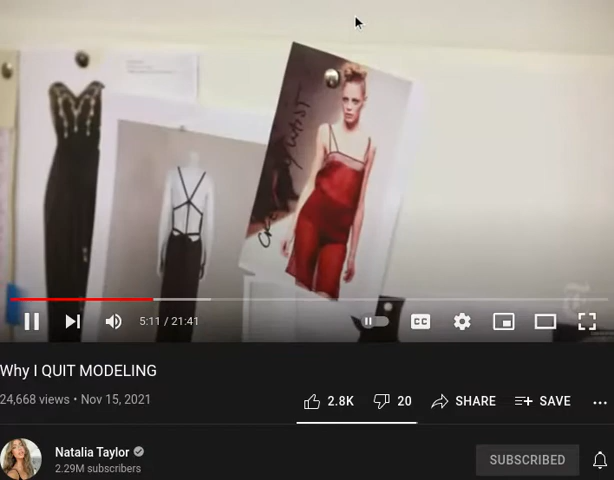 5:11 / 21:41
CC
Why I QUIT MODELING
24,668 views • Nov 15, 2021
2.8K
20
SHARE
SAVE
Natalia Taylor
2.29M subscribers
SUBSCRIBED